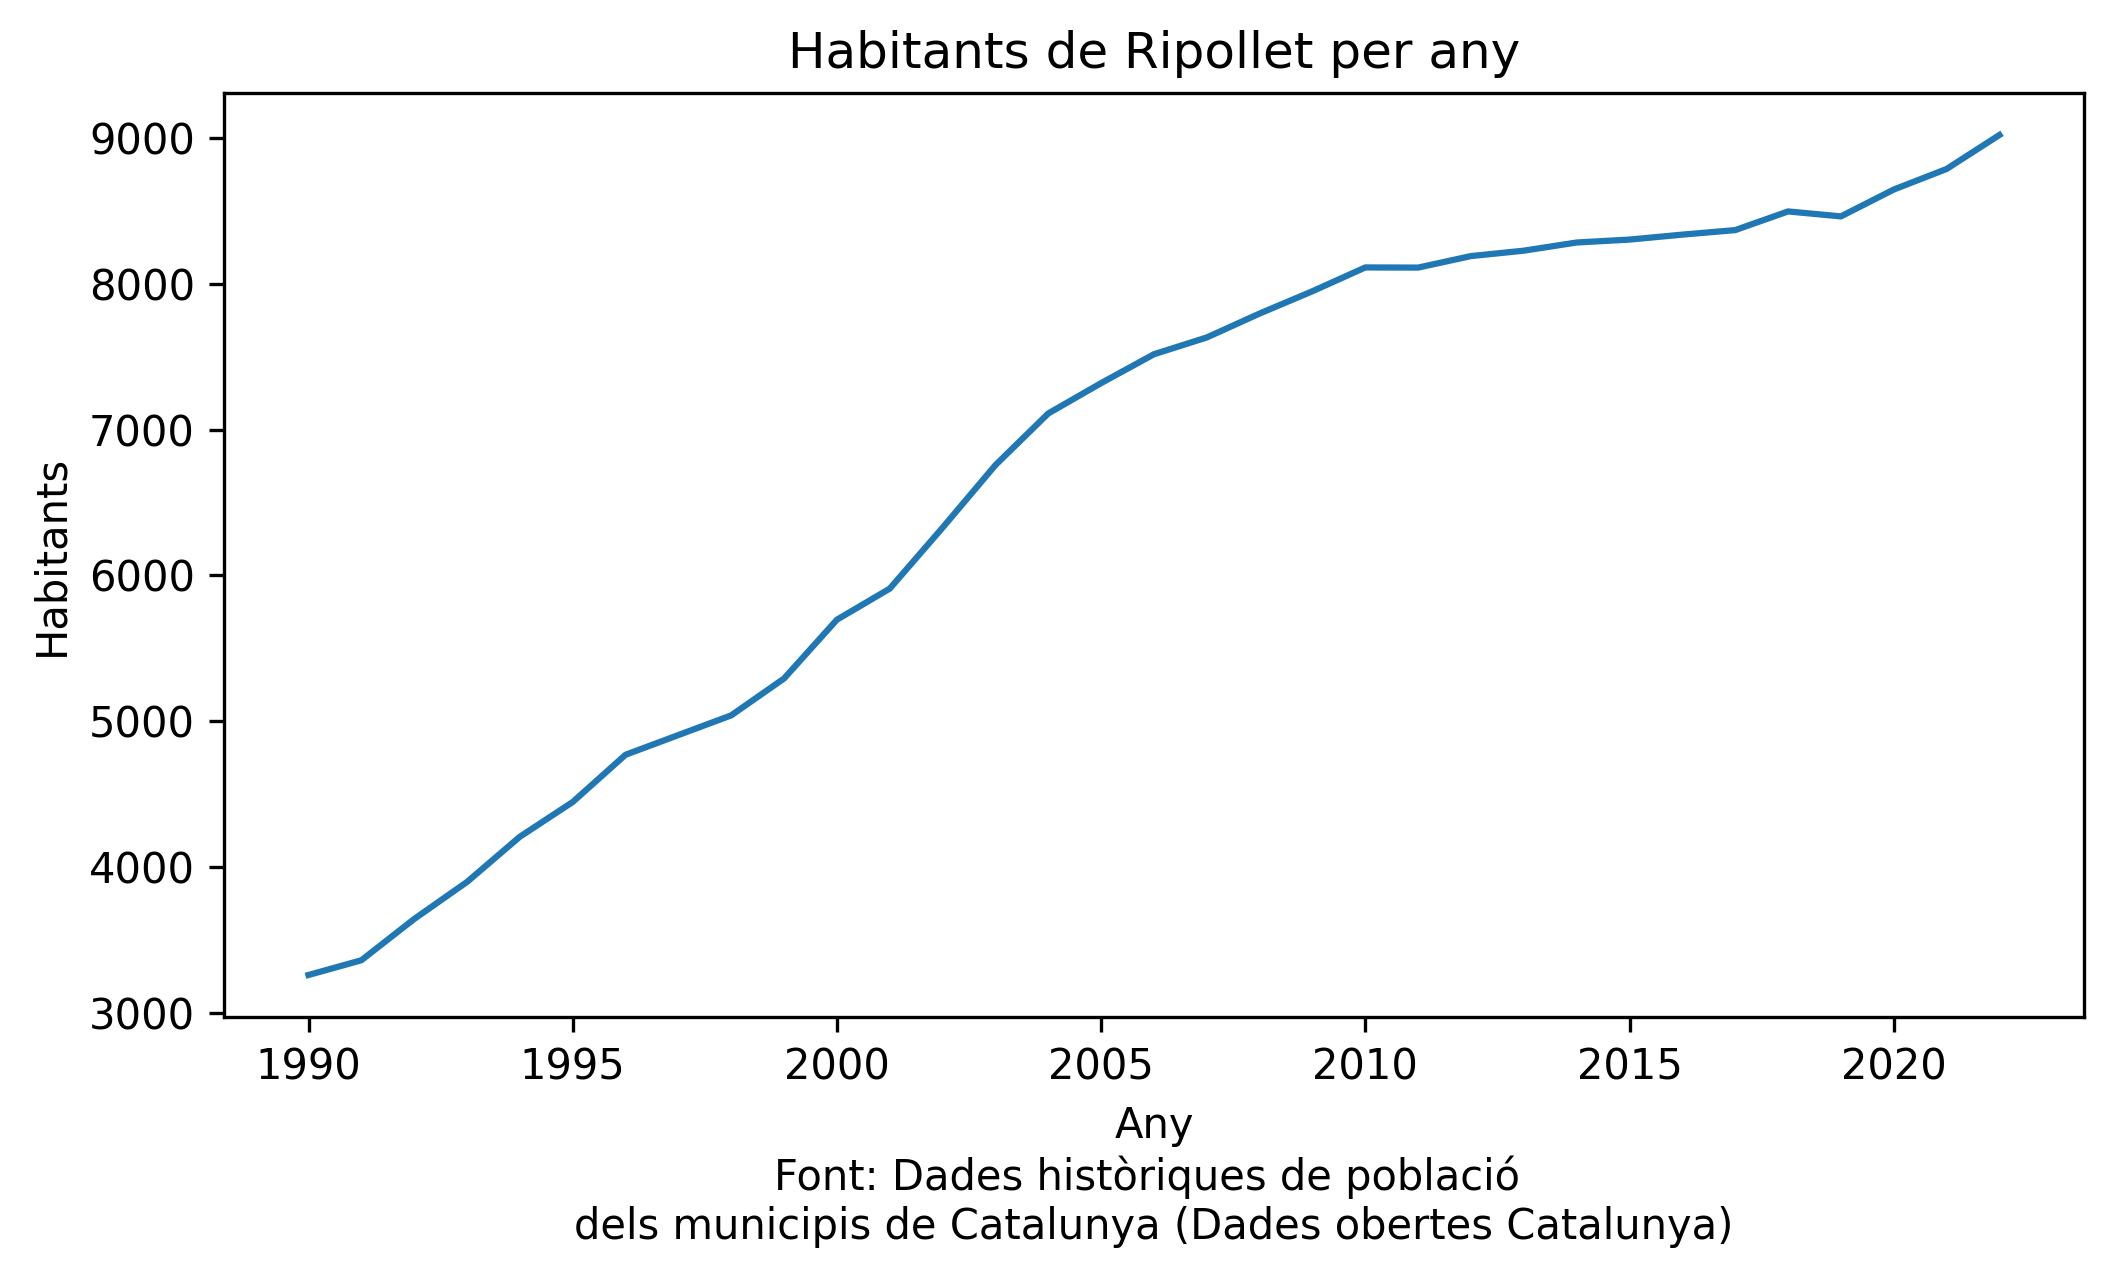 Habitants de Ripollet per any
9000
8000
7000
6000
5000
4000
3000
Habitants
1990 1995 2000 2005 2010 2015 2020
Any
Font: Dades històriques de població
dels municipis de Catalunya (Dades obertes Catalunya)